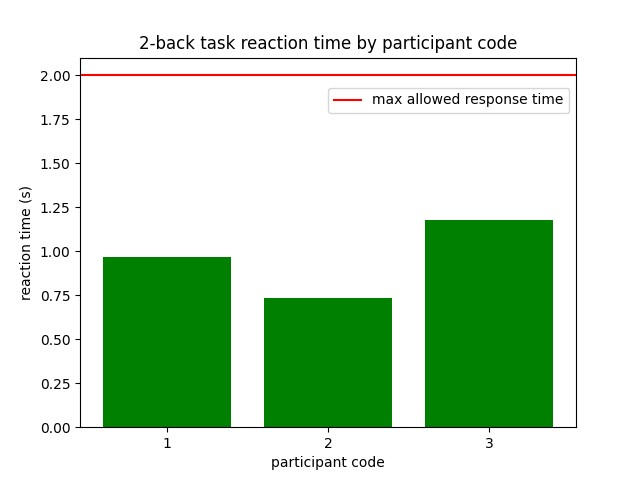 2-back task reaction time by participant code
2.00
max allowed response time
1.75
1.50
1.25
1.00
0.75
0.50
0.25
0.00
reaction time (s)
1 2 3
participant code